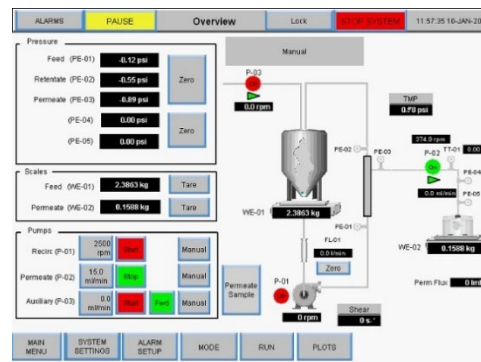 ALARMS PAUSE Overview Lock STOP SYSTEM 11:57:35 10-JAN-20
Pressure
Feed (PE-01) -0.12 psi
Retentate (PE-02) -0.55 psi
Zero
Permeate (PE-03) -0.89 psi
(PE-04) 0.00 psi
Zero
(PE-05) 0.00 psi
Scales
Feed (WE-01) 2.3863 kg Tare
Permeate (WE-02) 0.1588 kg Tare
Pumps
Recirc (P-01) 2500 rpm Start Manual
Permeate (P-02) 15.0 ml/min Stop Manual
Auxiliary (P-03) 0.0 ml/min Start Fwd Manual
Permeate Sample
Manual
P-03
0.0 rpm
TMP
psi
PE-02
PE-03
P-02
TT-01
0.00
On
PE-04
0.0 ml/min
PE-05
WE-01
2.3863 kg
PE-01
FL-01
0.0 l/min
Zero
WE-02
0.1588 kg
P-01
0 rpm
Perm Flux
Shear
0 s-¹
MAIN MENU
SYSTEM SETTINGS
ALARM SETUP
MODE
RUN
PLOTS